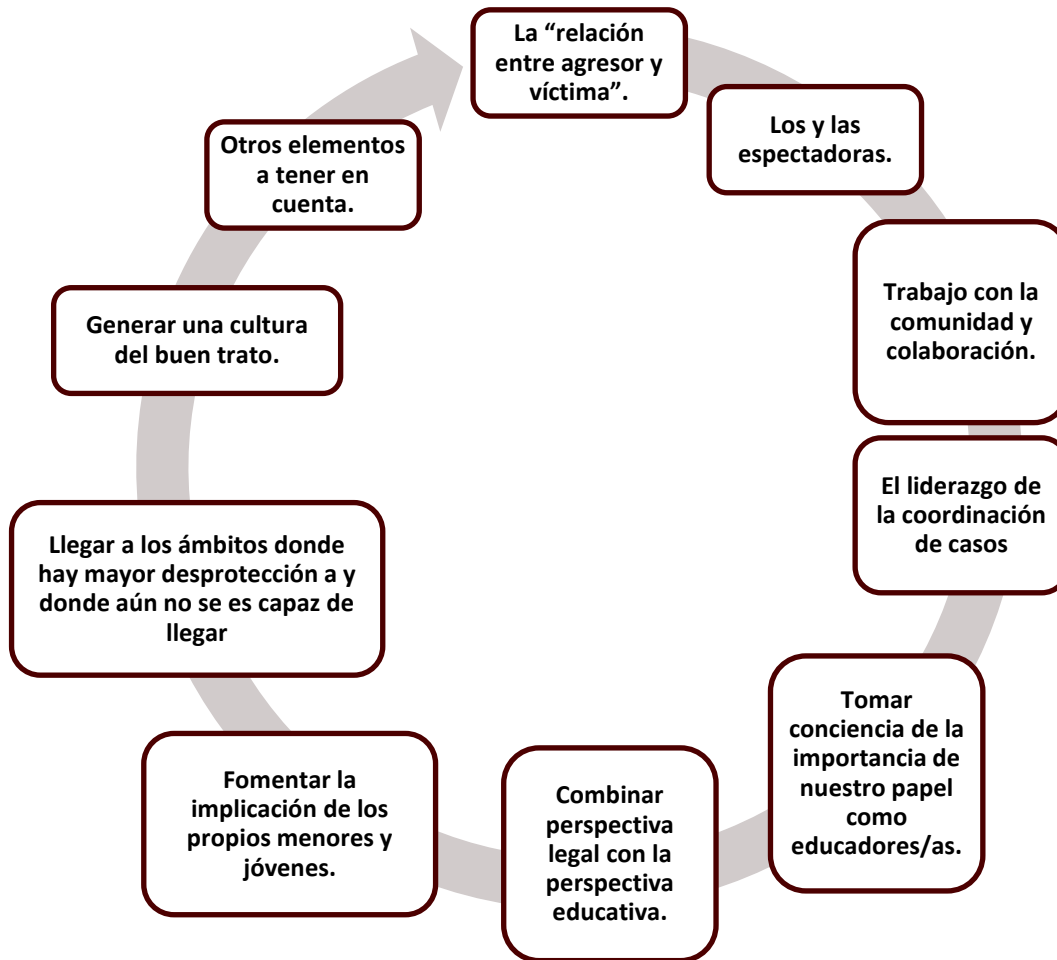 La “relación
entre agresor y
víctima”.
Los y las
espectadoras.
Trabajo con la
comunidad y
colaboración.
El liderazgo de
la coordinación
de casos
Tomar
conciencia de la
importancia de
nuestro papel
como
educadores/as.
Combinar
perspectiva
legal con la
perspectiva
educativa.
Fomentar la
implicación de los
propios menores y
jóvenes.
Llegar a los ámbitos donde
hay mayor desprotección a y
donde aún no se es capaz de
llegar
Generar una cultura
del buen trato.
Otros elementos
a tener en
cuenta.